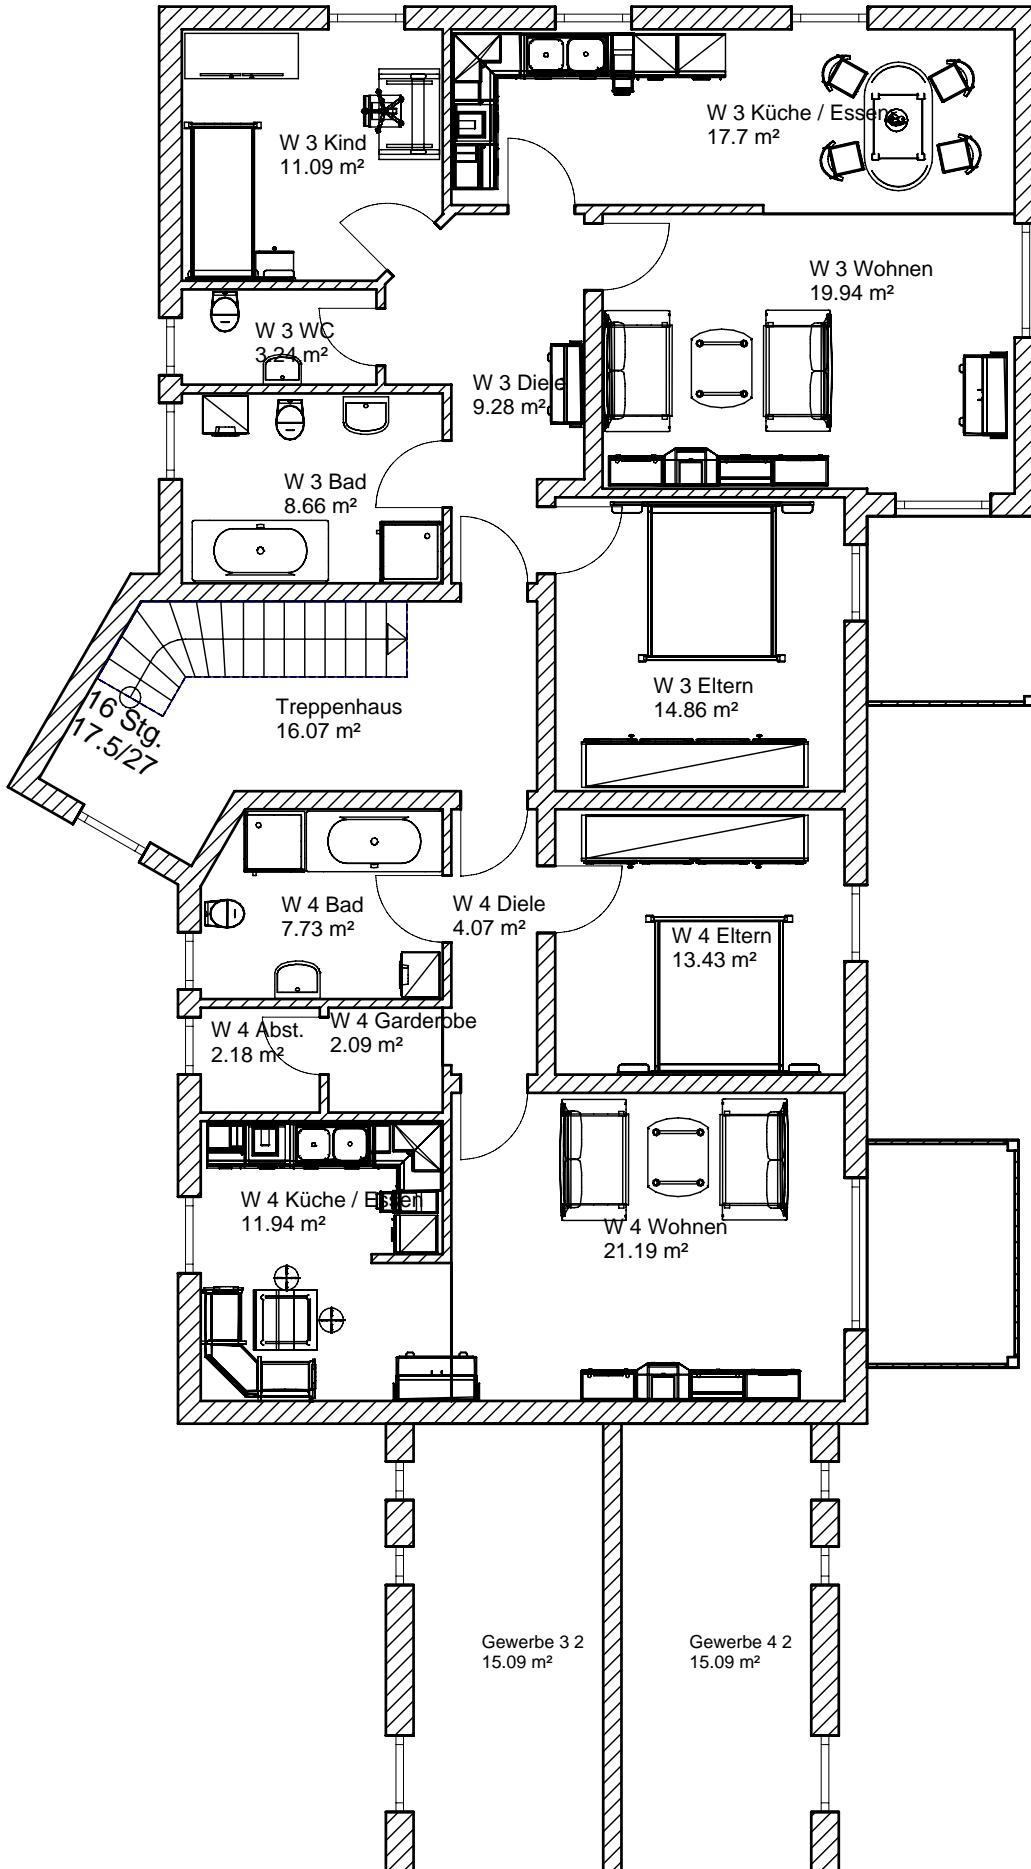 W 3 Kind
11.09 m²
W 3 Küche / Essen
17.7 m²
W 3 Wohnen
19.94 m²
W 3 WC
3.24 m²
W 3 Diele
9.28 m²
W 3 Bad
8.66 m²
W 3 Eltern
14.86 m²
Treppenhaus
16.07 m²
16 Stg.
17.5/27
W 4 Bad
7.73 m²
W 4 Diele
4.07 m²
W 4 Eltern
13.43 m²
W 4 Abst.
2.18 m²
W 4 Garderobe
2.09 m²
W 4 Küche / Essen
11.94 m²
W 4 Wohnen
21.19 m²
Gewerbe 3 2
15.09 m²
Gewerbe 4 2
15.09 m²